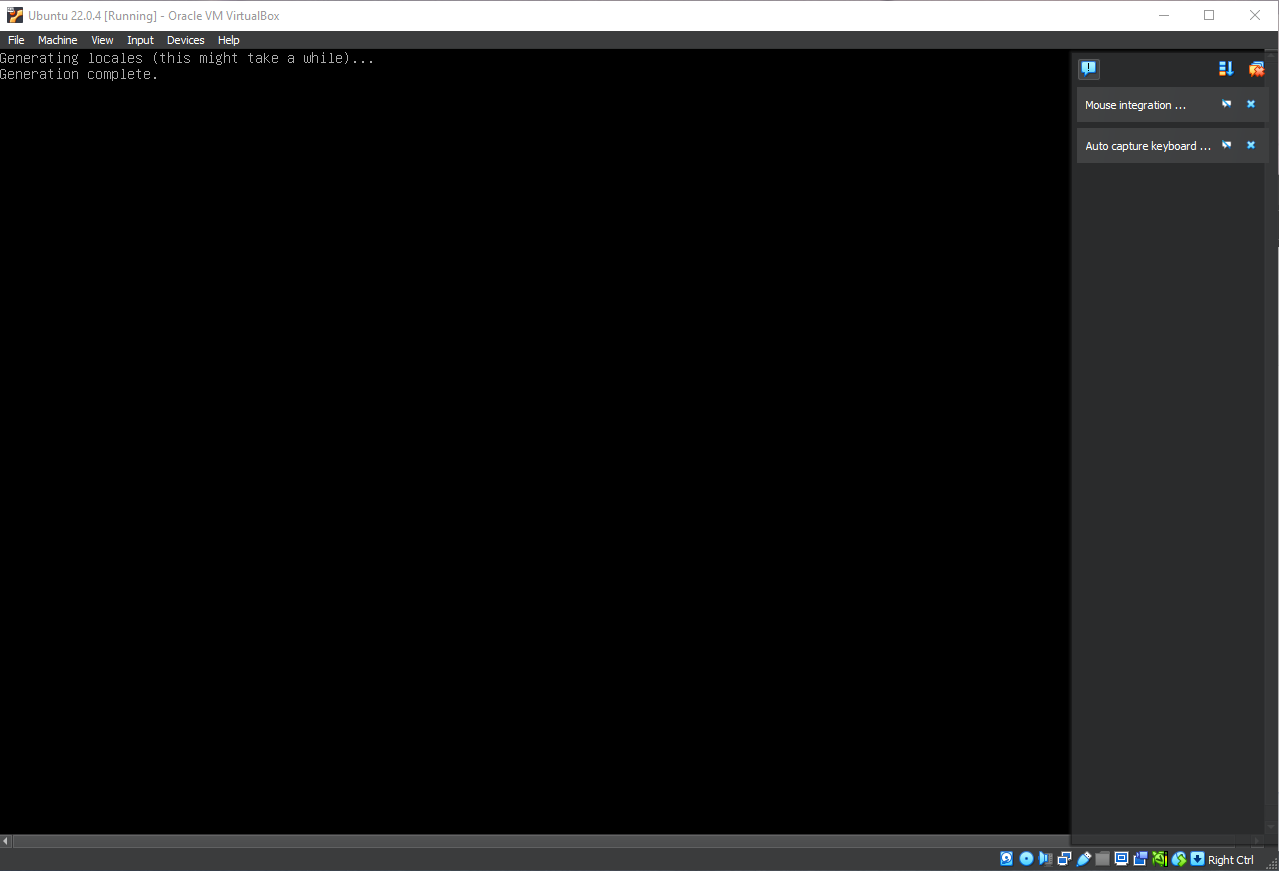 Ubuntu 22.0.4 [Running] - Oracle VM VirtualBox
File Machine View Input Devices Help
Generating locales (this might take a while)...
Generation complete.
Mouse integration ...
Auto capture keyboard ...
Right Ctrl